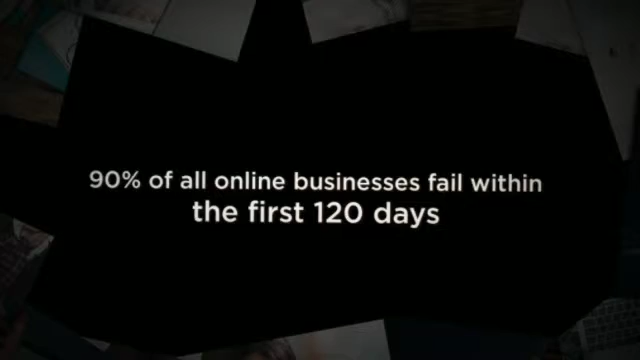 90% of all online businesses fail within
the first 120 days